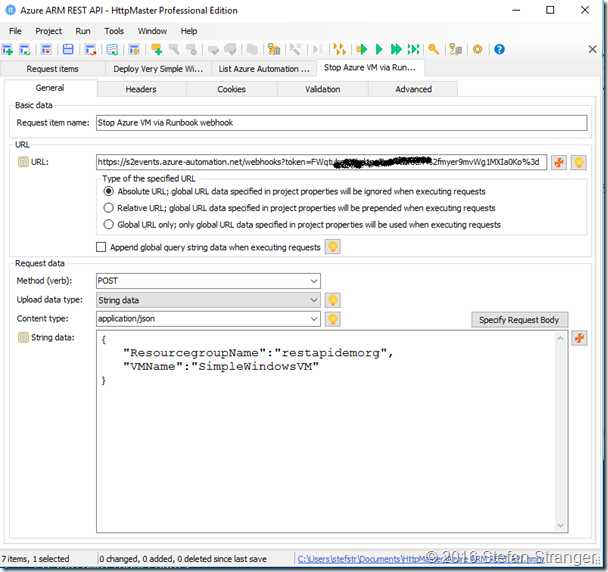 Azure ARM REST API - HttpMaster Professional Edition
File Project Run Tools Window Help
Request items Deploy Very Simple Wi... List Azure Automation ... Stop Azure VM via Run...
General Headers Cookies Validation Advanced
Basic data
Request item name: Stop Azure VM via Runbook webhook
URL
URL: https://s2events.azure-automation.net/webhooks?token=FWqt
Type of the specified URL
Absolute URL; global URL data specified in project properties will be ignored when executing requests
Relative URL; global URL data specified in project properties will be prepended when executing requests
Global URL only; only global URL data specified in project properties will be used when executing requests
Append global query string data when executing requests
Request data
Method (verb): POST
Upload data type: String data
Content type: application/json Specify Request Body
String data: {
"ResourcegroupName":"restapidemorg",
"VMName":"SimpleWindowsVM"
}
7 items, 1 selected 0 changed, 0 added, 0 deleted since last save C:\Users\stefstr\Documents\HttpMaster
© 2016 Stefan Stranger